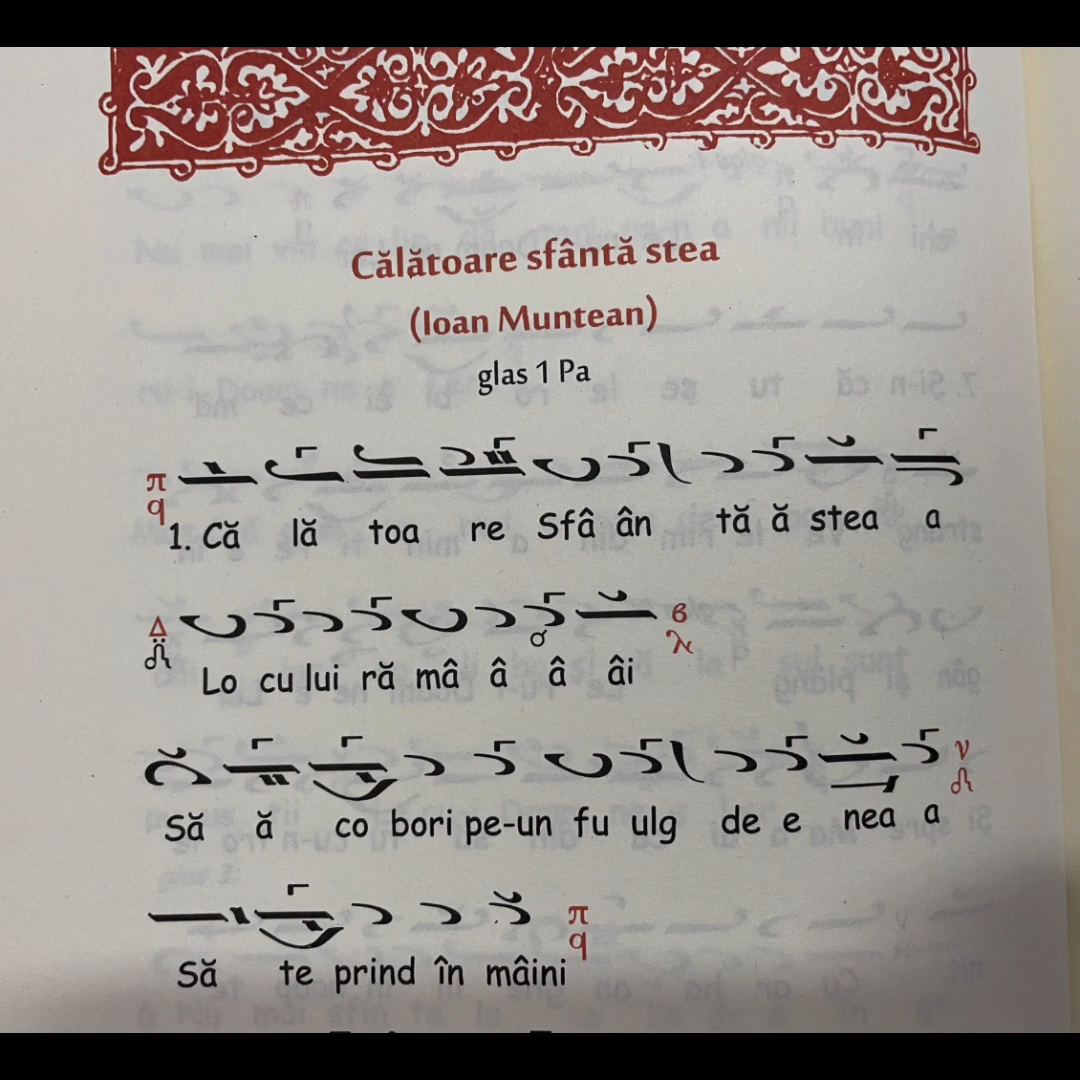 Călătoare sfântă stea
(Ioan Muntean)
glas 1 Pa
π
q
1. Că lă toa re Sfâ ân tă ă stea a
Δ
Lo cu lui ră mâ â â âi
Să ă co bori pe-un fu ulg de e nea a
ν
Să te prind în mâini
π
q